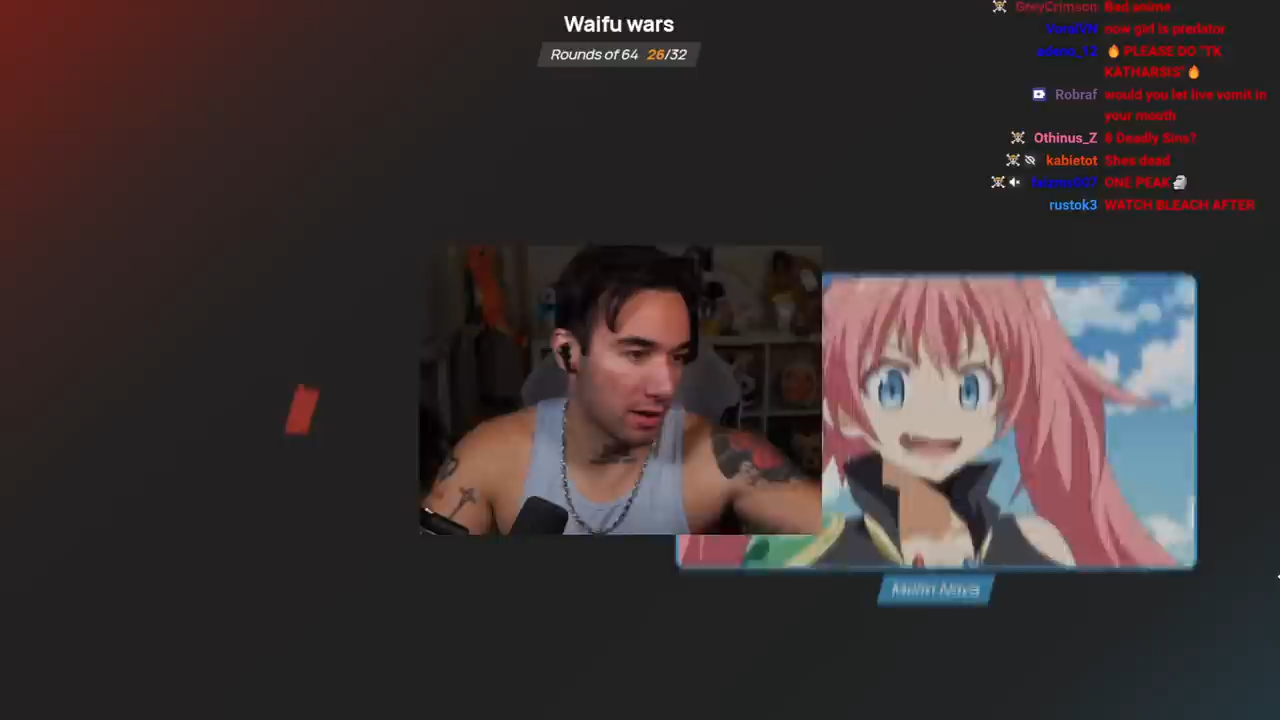 Waifu wars
Rounds of 64 26/32
GreyCrimson Bad anime
now girl is predator
adeno_12 🔥 PLEASE DO "TK
KATHARSIS"🔥
Robraf would you let live vomit in
your mouth
Othinus_Z 8 Deadly Sins?
kabietot Shes dead
ONE PEAK🗿
rustok3 WATCH BLEACH AFTER
Milim Nava